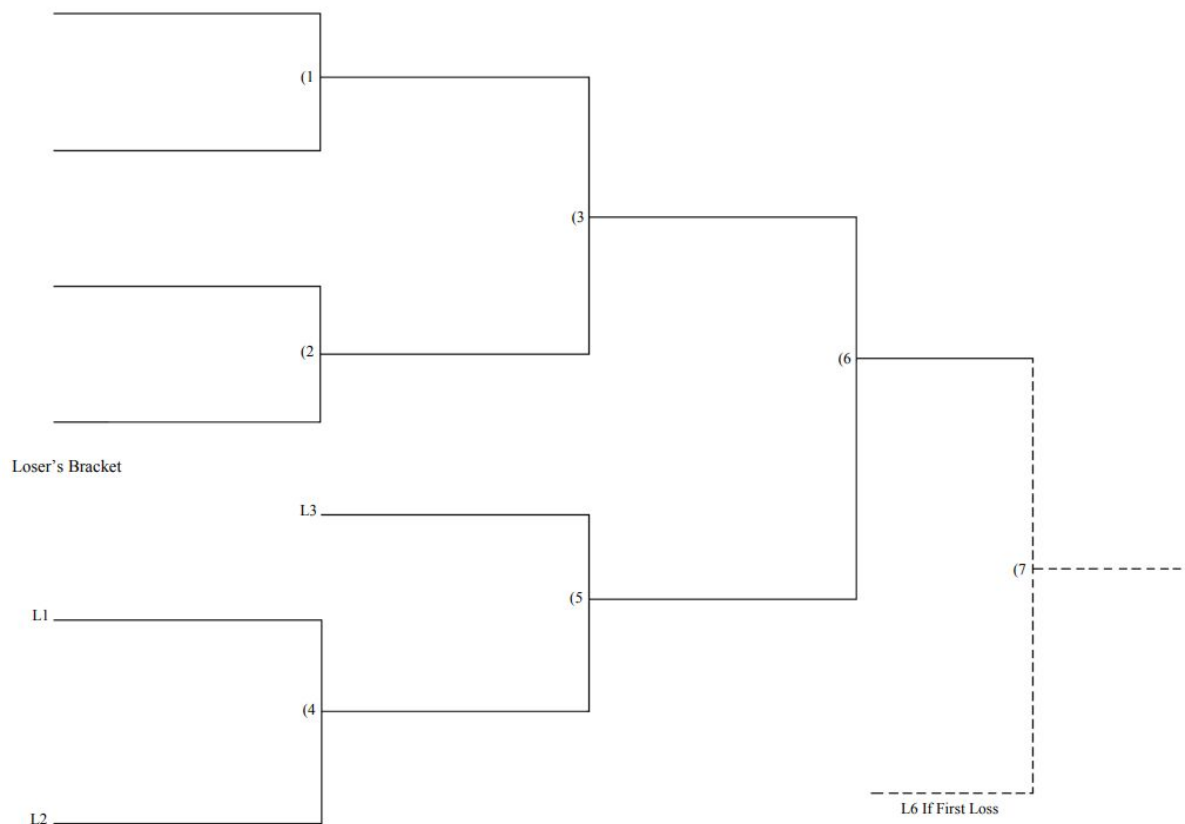 (1
(3
(2
(6
Loser’s Bracket
L3
(7
(5
L1
(4
L6 If First Loss
L2